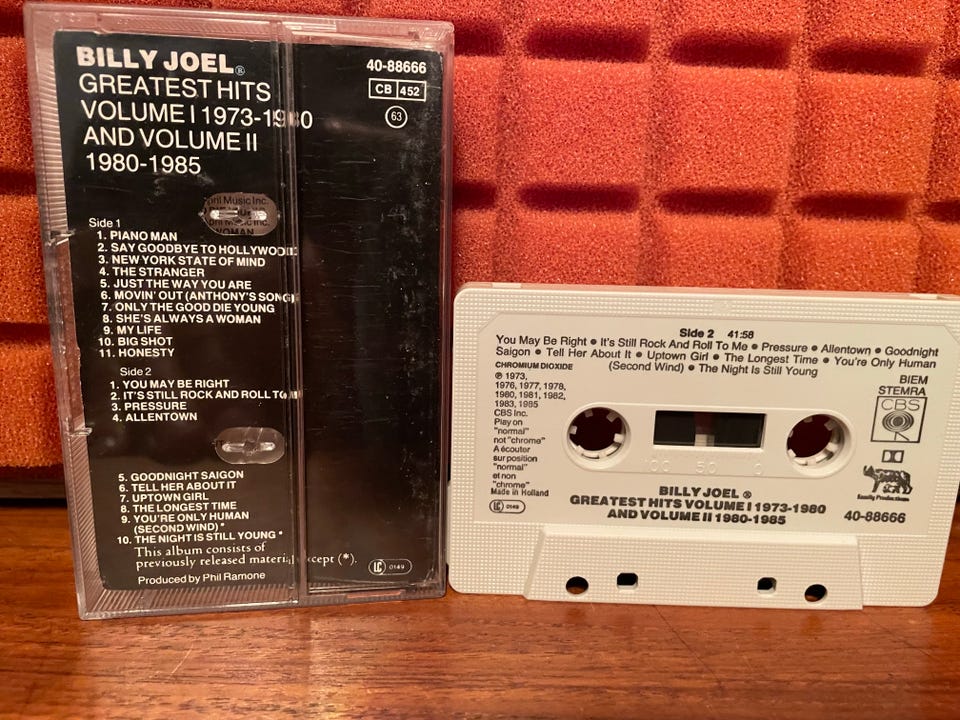 BILLY JOEL®
GREATEST HITS
VOLUME I 1973-1980
AND VOLUME II
1980-1985
40-88666
CB 452
63
April Music Inc.
WOMAN
Side 1
1. PIANO MAN
2. SAY GOODBYE TO HOLLYWOOD
3. NEW YORK STATE OF MIND
4. THE STRANGER
5. JUST THE WAY YOU ARE
6. MOVIN' OUT (ANTHONY'S SONG)
7. ONLY THE GOOD DIE YOUNG
8. SHE'S ALWAYS A WOMAN
9. MY LIFE
10. BIG SHOT
11. HONESTY
Side 2
1. YOU MAY BE RIGHT
2. IT'S STILL ROCK AND ROLL TO
3. PRESSURE
4. ALLENTOWN
5. GOODNIGHT SAIGON
6. TELL HER ABOUT IT
7. UPTOWN GIRL
8. THE LONGEST TIME
9. YOU'RE ONLY HUMAN
(SECOND WIND) *
10. THE NIGHT IS STILL YOUNG *
This album consists of
previously released material except (*).
Produced by Phil Ramone
LC 0149
Side 2 41:58
You May Be Right • It's Still Rock And Roll To Me • Pressure • Allentown • Goodnight
Saigon • Tell Her About It • Uptown Girl • The Longest Time • You're Only Human
(Second Wind) • The Night Is Still Young
CHROMIUM DIOXIDE
℗ 1973,
1976, 1977, 1978,
1980, 1981, 1982,
1983, 1985
CBS Inc.
Play on
"normal"
not "chrome"
A écouter
sur position
"normal"
et non
"chrome"
Made in Holland
LC 0149
BIEM
STEMRA
CBS
Family Productions
100 50 0
BILLY JOEL ®
GREATEST HITS VOLUME I 1973-1980
AND VOLUME II 1980-1985
40-88666